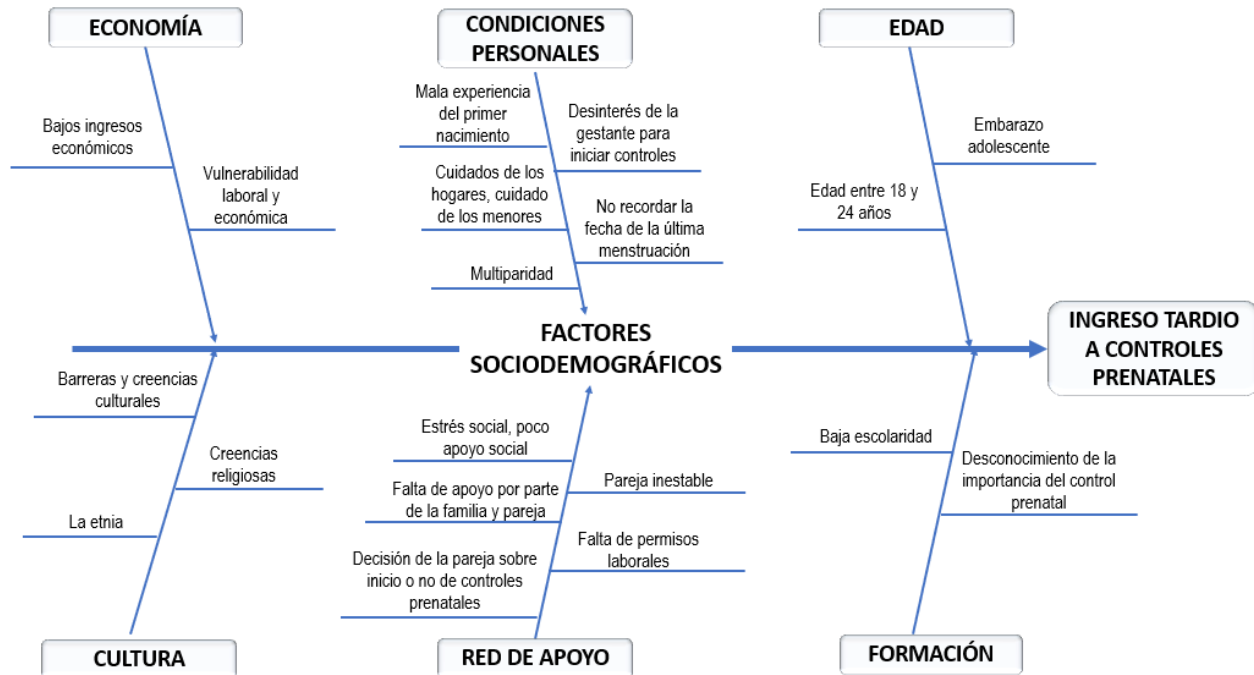 ECONOMÍA
CONDICIONES
PERSONALES
EDAD
Bajos ingresos
económicos
Vulnerabilidad
laboral y
económica
Mala experiencia
del primer
nacimiento
Desinterés de la
gestante para
iniciar controles
Cuidados de los
hogares, cuidado
de los menores
No recordar la
fecha de la última
menstruación
Multiparidad
Embarazo
adolescente
Edad entre 18 y
24 años
FACTORES
SOCIODEMOGRÁFICOS
INGRESO TARDIO
A CONTROLES
PRENATALES
Barreras y creencias
culturales
Creencias
religiosas
La etnia
Estrés social, poco
apoyo social
Pareja inestable
Falta de apoyo por parte
de la familia y pareja
Falta de permisos
laborales
Decisión de la pareja sobre
inicio o no de controles
prenatales
Baja escolaridad
Desconocimiento de la
importancia del control
prenatal
CULTURA
RED DE APOYO
FORMACIÓN